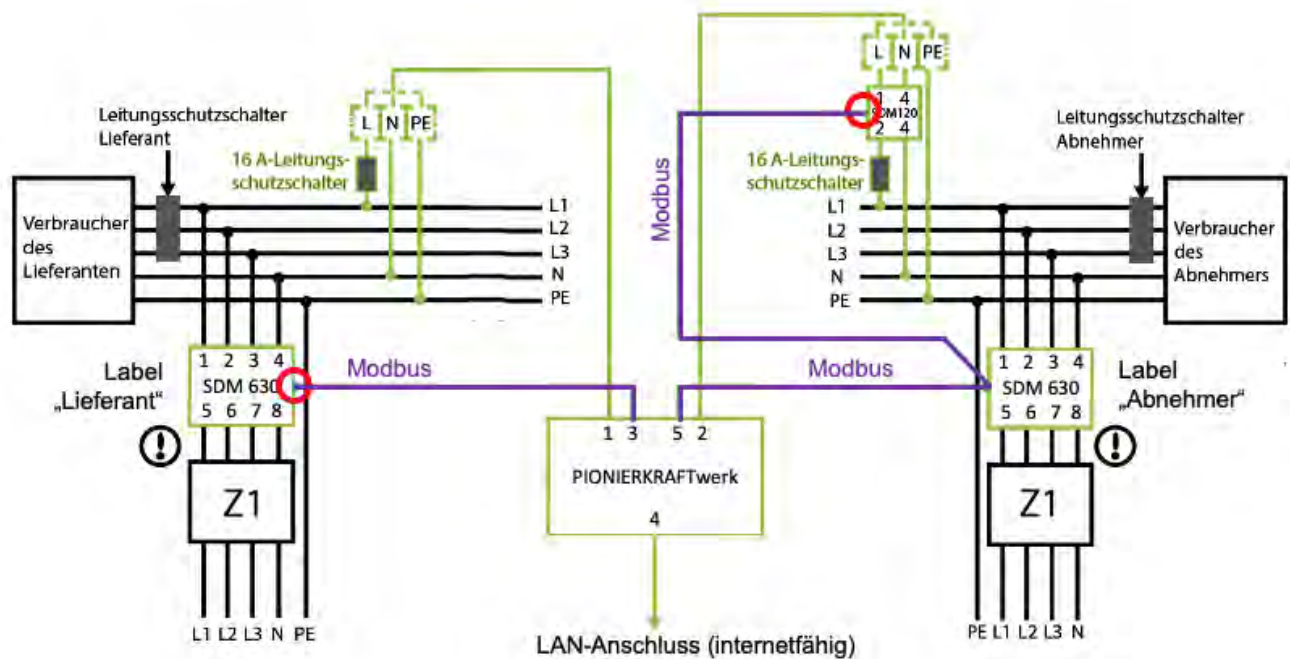 L N PE
L N PE
1 4
SDM120
2 4
Leitungsschutzschalter
Lieferant
16 A-Leitungs-
schutzschalter
Modbus
16 A-Leitungs-
schutzschalter
Leitungsschutzschalter
Abnehmer
Verbraucher
des
Lieferanten
L1
L2
L3
N
PE
L1
L2
L3
N
PE
Verbraucher
des
Abnehmers
Label
„Lieferant“
1 2 3 4
SDM 630
5 6 7 8
Modbus
Modbus
1 2 3 4
SDM 630
5 6 7 8
Label
„Abnehmer“
!
Z1
1 3 5 2
PIONIERKRAFTwerk
4
!
Z1
L1 L2 L3 N PE
PE L1 L2 L3 N
LAN-Anschluss (internetfähig)